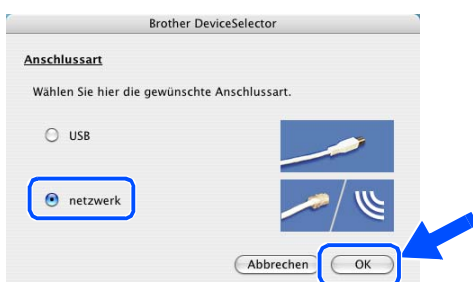 Brother DeviceSelector
Anschlussart
Wählen Sie hier die gewünschte Anschlussart.
USB
netzwerk
Abbrechen
OK